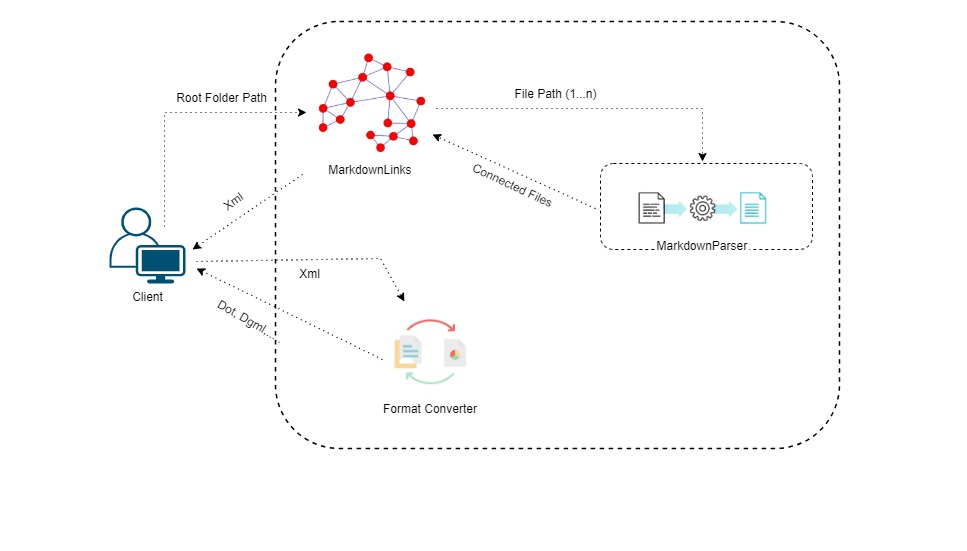 Root Folder Path
File Path (1...n)
MarkdownLinks
Connected Files
Xml
MarkdownParser
Xml
Client
Dot, Dgml,...
Format Converter